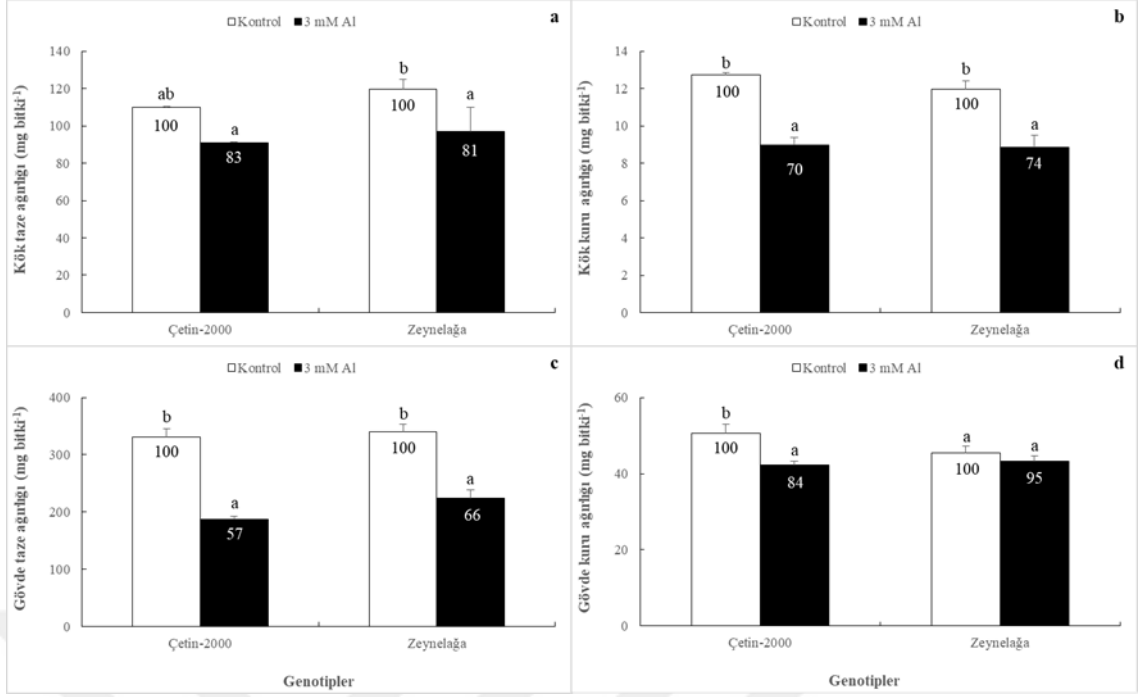 □Kontrol ■3 mM Al
a
Kök taze ağırlığı (mg bitki-1)
140
120
100
80
60
40
20
0
ab
100
a
83
b
100
a
81
Çetin-2000 Zeynelağa
□Kontrol ■3 mM Al
b
Kök kuru ağırlığı (mg bitki-1)
14
12
10
8
6
4
2
0
b
100
a
70
b
100
a
74
Çetin-2000 Zeynelağa
□Kontrol ■3 mM Al
c
Gövde taze ağırlığı (mg bitki-1)
400
300
200
100
0
b
100
a
57
b
100
a
66
Çetin-2000 Zeynelağa
Genotipler
□Kontrol ■3 mM Al
d
Gövde kuru ağırlığı (mg bitki-1)
60
40
20
0
b
100
a
84
a
100
a
95
Çetin-2000 Zeynelağa
Genotipler